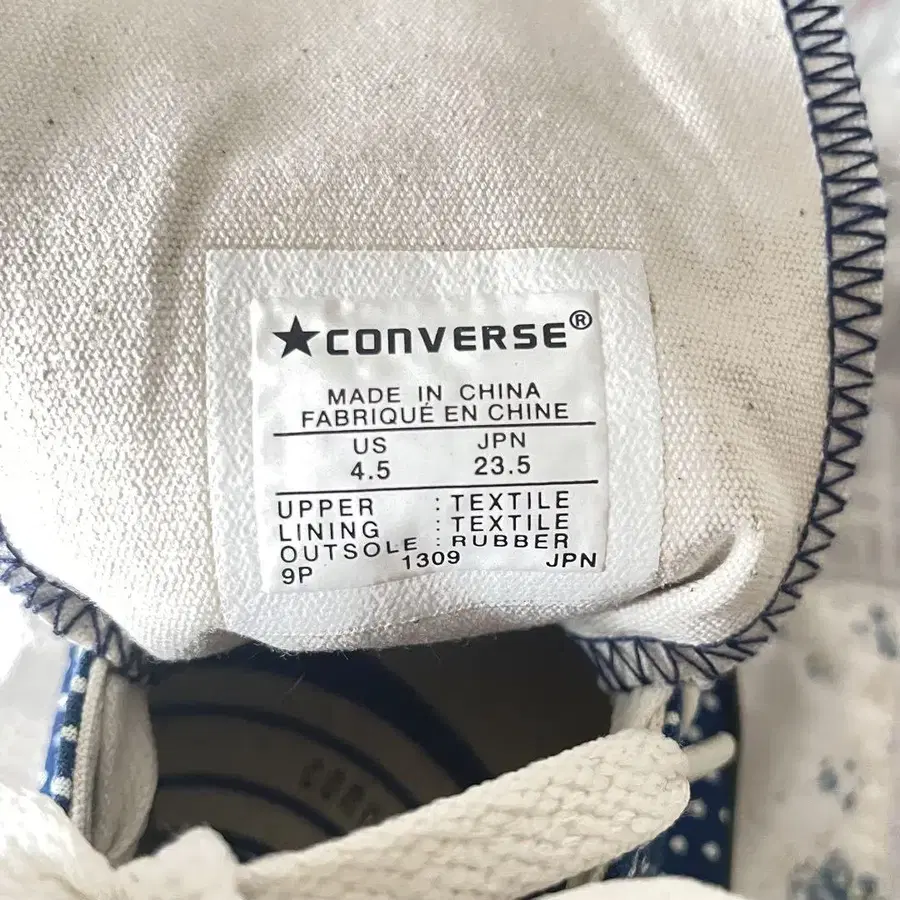 ★CONVERSE®
MADE IN CHINA
FABRIQUÉ EN CHINE
US JPN
4.5 23.5
UPPER : TEXTILE
LINING : TEXTILE
OUTSOLE : RUBBER
9P 1309 JPN